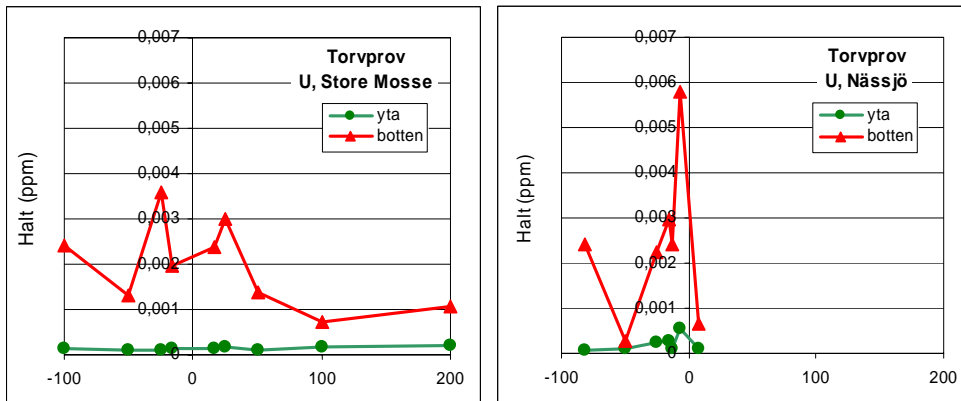 0,007
0,006
0,005
0,004
0,003
0,002
0,001
0
-100 0 100 200
Halt (ppm)
Torvprov
U, Store Mosse
yta
botten
0,007
0,006
0,005
0,004
0,003
0,002
0,001
0
-100 0 100 200
Halt (ppm)
Torvprov
U, Nässjö
yta
botten